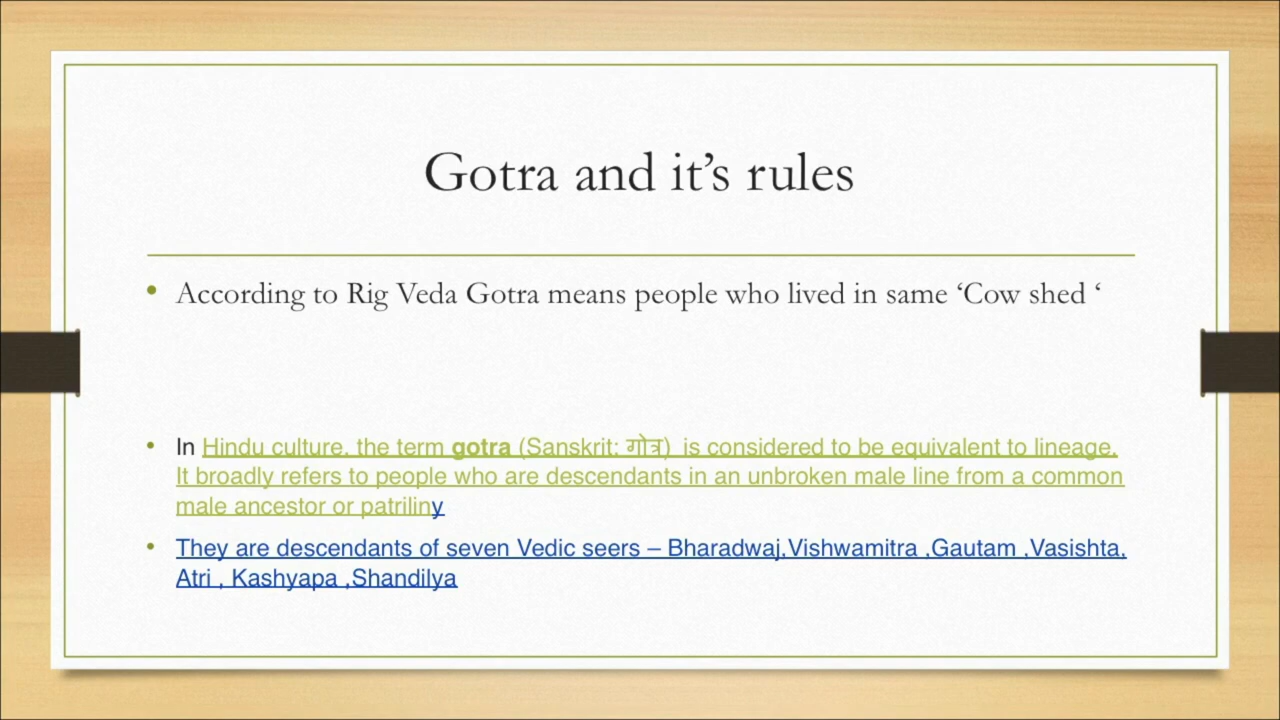 Gotra and it’s rules
• According to Rig Veda Gotra means people who lived in same ‘Cow shed ‘
• In Hindu culture, the term gotra (Sanskrit: गोत्र) is considered to be equivalent to lineage.
It broadly refers to people who are descendants in an unbroken male line from a common
male ancestor or patriliny
• They are descendants of seven Vedic seers – Bharadwaj,Vishwamitra ,Gautam ,Vasishta,
Atri , Kashyapa ,Shandilya